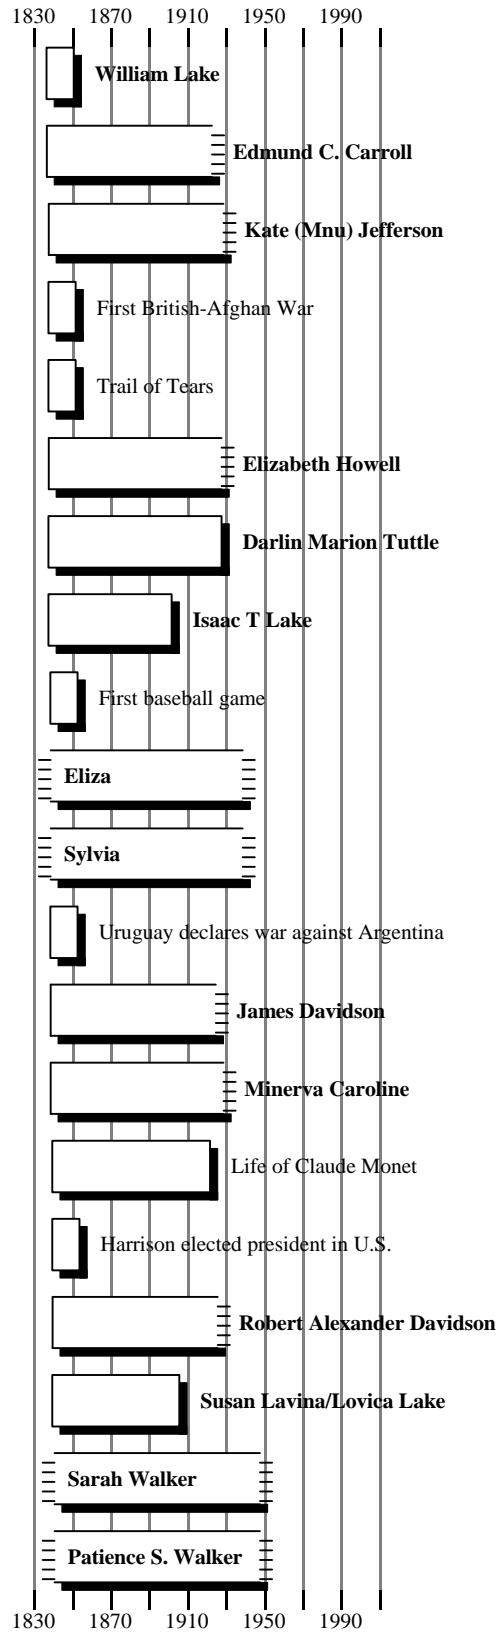 1830 1870 1910 1950 1990
William Lake
Edmund C. Carroll
Kate (Mnu) Jefferson
First British-Afghan War
Trail of Tears
Elizabeth Howell
Darlin Marion Tuttle
Isaac T Lake
First baseball game
Eliza
Sylvia
Uruguay declares war against Argentina
James Davidson
Minerva Caroline
Life of Claude Monet
Harrison elected president in U.S.
Robert Alexander Davidson
Susan Lavina/Lovica Lake
Sarah Walker
Patience S. Walker
1830 1870 1910 1950 1990